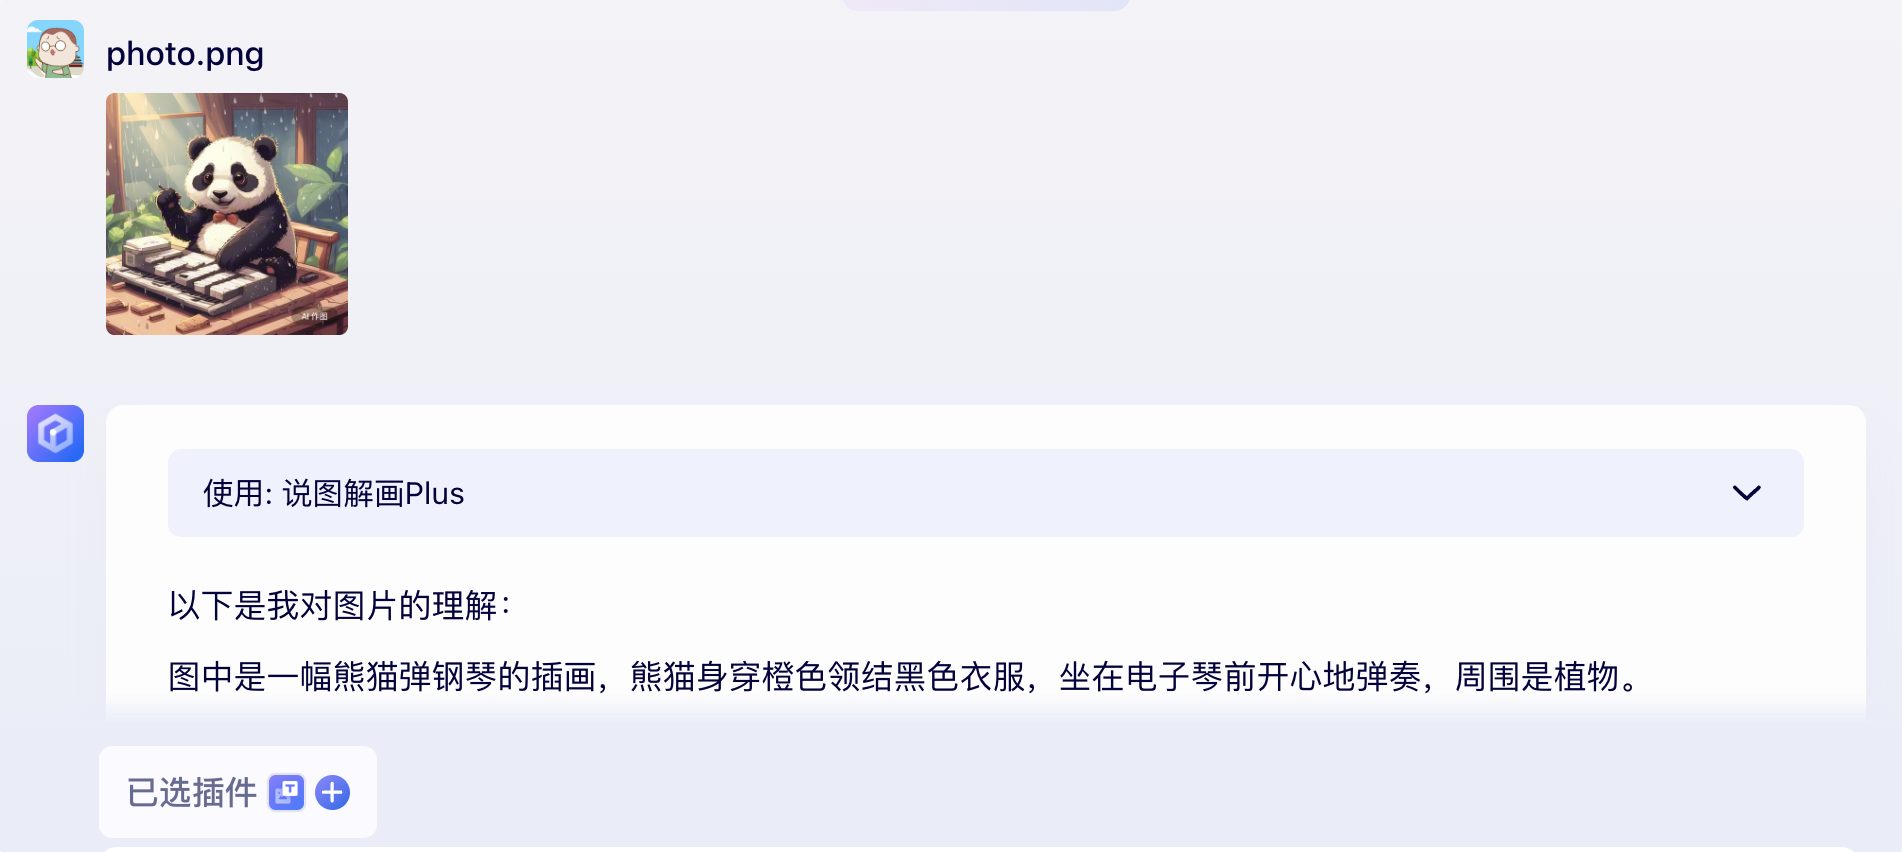 photo.png
AI 作图
使用: 说图解画Plus
以下是我对图片的理解：
图中是一幅熊猫弹钢琴的插画，熊猫身穿橙色领结黑色衣服，坐在电子琴前开心地弹奏，周围是植物。
已选插件